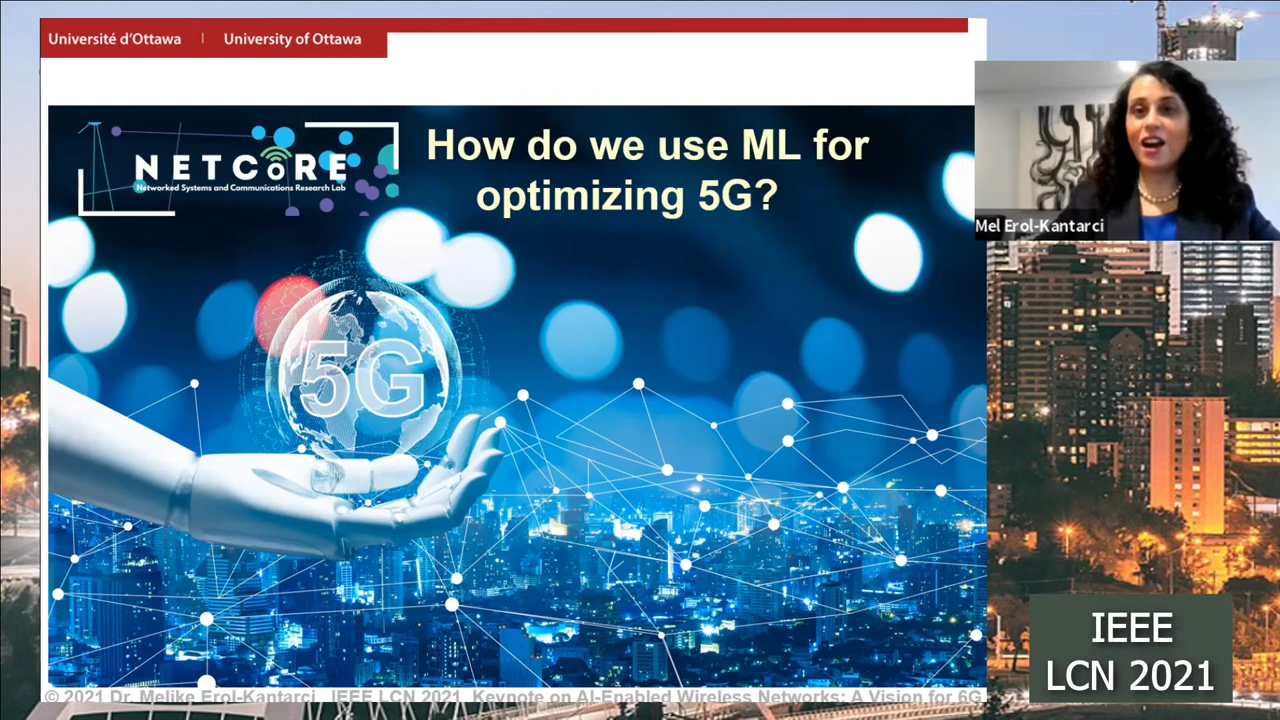 Université d'Ottawa | University of Ottawa
NETCoRE
Networked Systems and Communications Research Lab
How do we use ML for
optimizing 5G?
Mel Erol-Kantarci
5G
IEEE
LCN 2021
© 2021 Dr. Melike Erol-Kantarci IEEE LCN 2021 Keynote on AI-Enabled Wireless Networks: A Vision for 6G